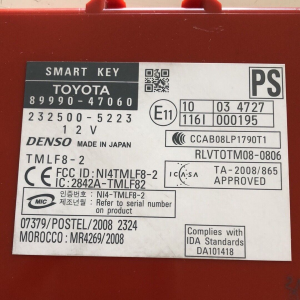 SMART KEY
PS
TOYOTA
89990-47060
232500-5223
12V
E11
10 03 4727
116I 000195
DENSO MADE IN JAPAN
CCAB08LP1790T1
RLVTOTM08-0806
TMLF8-2
CE FCC ID: NI4TMLF8-2
IC:2842A-TMLF82
ICASA
TA-2008/865
APPROVED
MIC
인증번호: NI4-TMLF8-2
제조년월: Refer to serial number
on product
07379/POSTEL/2008 2324
MOROCCO: MR4269/2008
Complies with
IDA Standards
DA101418